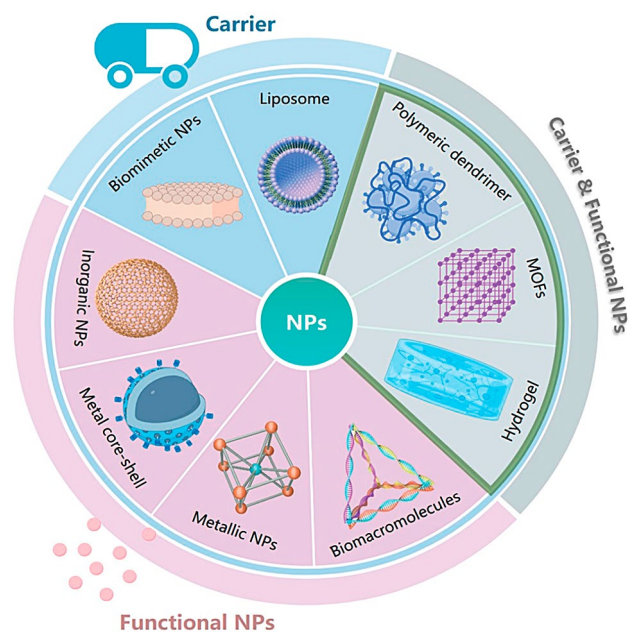 Carrier
Liposome
Biomimetic NPs
Polymeric dendrimer
Carrier & Functional NPs
MOFs
Inorganic NPs
NPs
Hydrogel
Metal core-shell
Metallic NPs
Biomacromolecules
Functional NPs